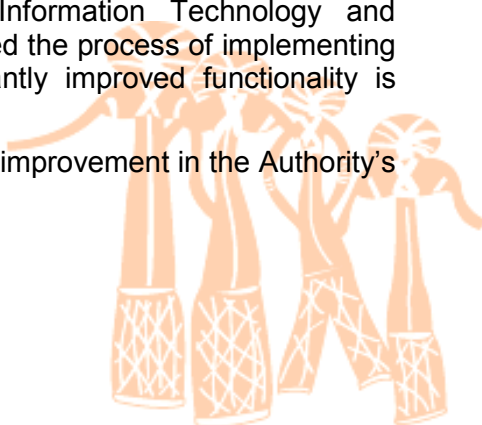 Information Technology and
ed the process of implementing
antly improved functionality is
improvement in the Authority's